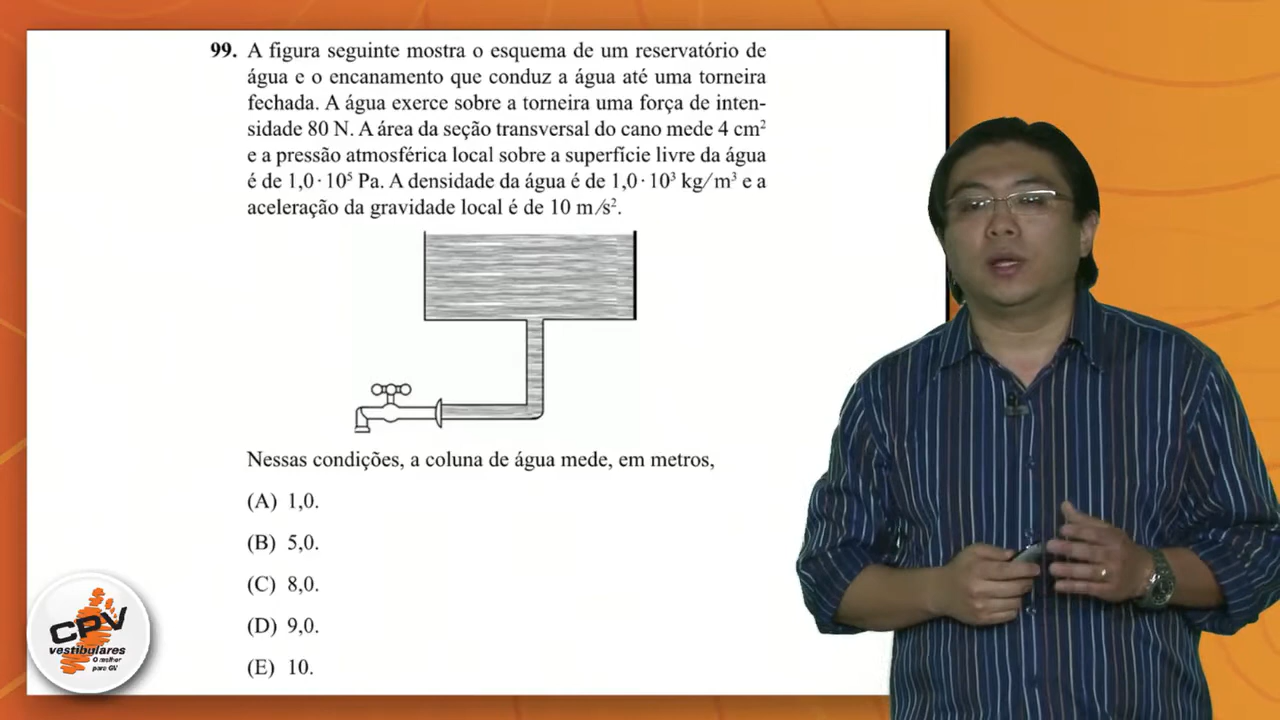 99. A figura seguinte mostra o esquema de um reservatório de
água e o encanamento que conduz a água até uma torneira
fechada. A água exerce sobre a torneira uma força de inten-
sidade 80 N. A área da seção transversal do cano mede 4 cm²
e a pressão atmosférica local sobre a superfície livre da água
é de 1,0·10⁵ Pa. A densidade da água é de 1,0·10³ kg/m³ e a
aceleração da gravidade local é de 10 m/s².
Nessas condições, a coluna de água mede, em metros,
(A) 1,0.
(B) 5,0.
(C) 8,0.
(D) 9,0.
(E) 10.
CPV
vestibulares
O melhor
para GV